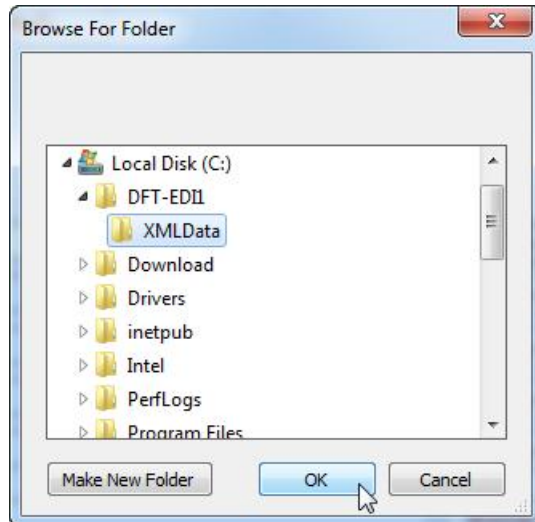 Browse For Folder
Local Disk (C:)
DFT-EDI1
XMLData
Download
Drivers
inetpub
Intel
PerfLogs
Program Files
Make New Folder OK Cancel